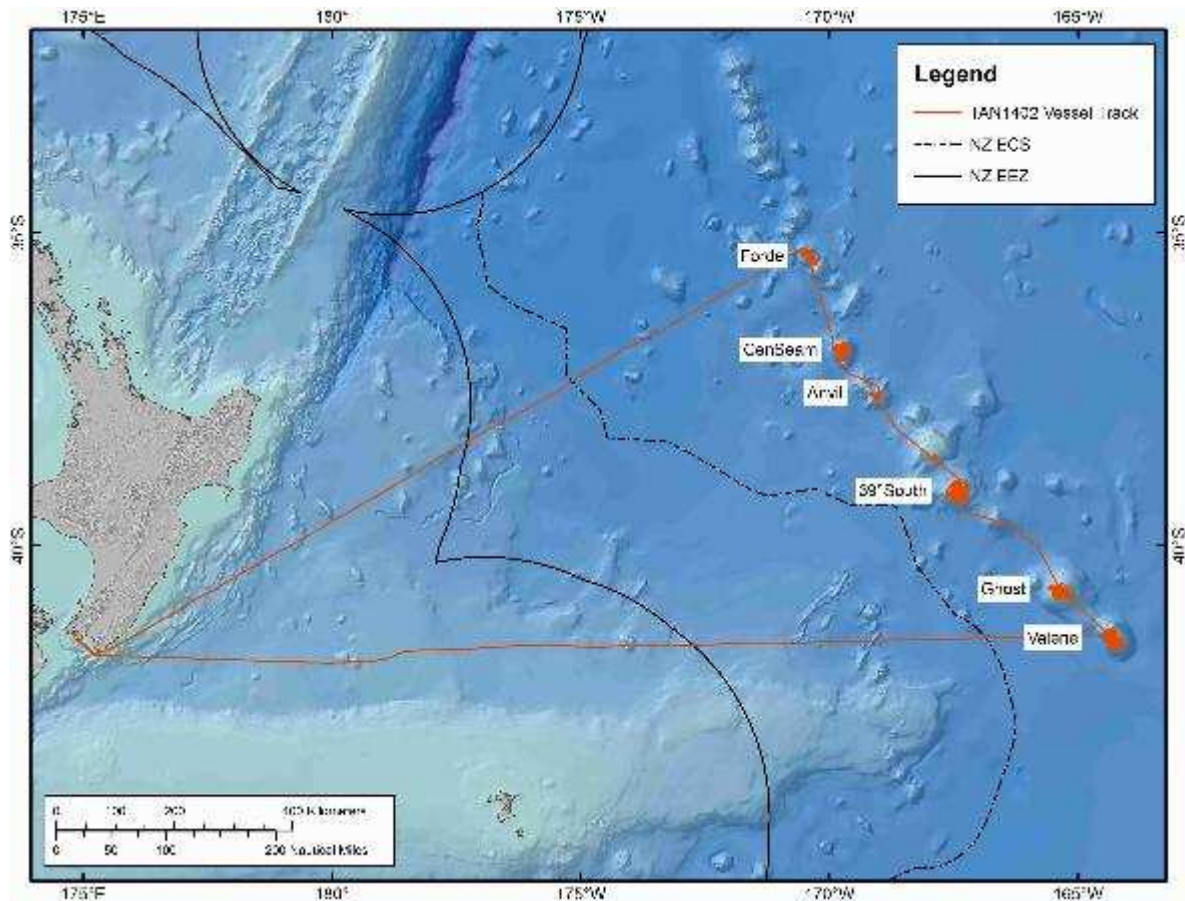 175°E 180° 175°W 170°W 165°W
Legend
TAN1402 Vessel Track
NZ ECS
NZ EEZ
35°S 35°S
Forde
CenSeam
Anvil
39°South
40°S 40°S
Ghost
Valerie
0 100 200 400 Kilometers
0 50 100 200 Nautical Miles
175°E 180° 175°W 170°W 165°W